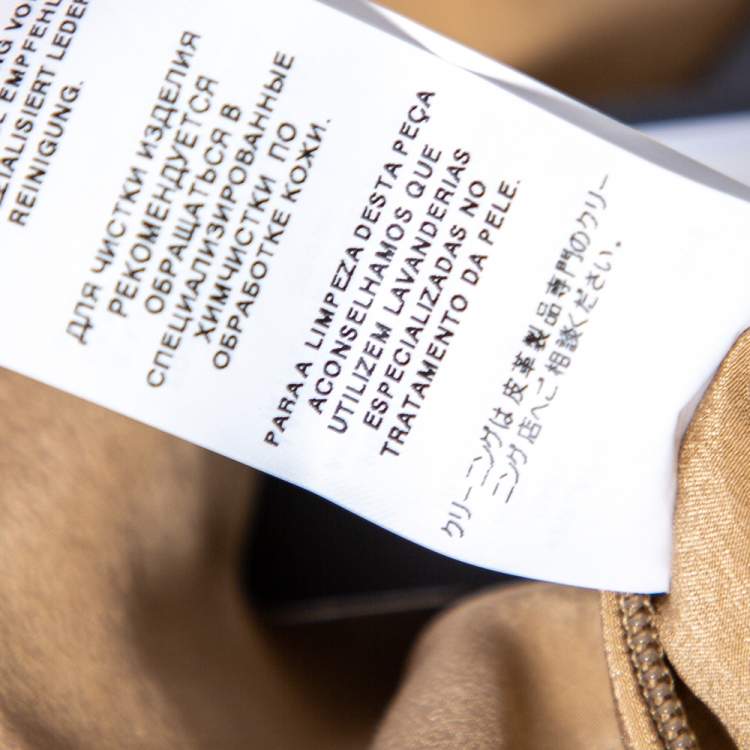 EMPFEHL
REINIGUNG.
ДЛЯ ЧИСТКИ ИЗДЕЛИЯ
РЕКОМЕНДУЕТСЯ
ОБРАЩАТЬСЯ В
СПЕЦИАЛИЗИРОВАННЫЕ
ХИМЧИСТКИ ПО
ОБРАБОТКЕ КОЖИ.
PARA A LIMPEZA DESTA PEÇA
ACONSELHAMOS QUE
UTILIZEM LAVANDERIAS
ESPECIALIZADAS NO
TRATAMENTO DA PELE.
クリーニングは皮革製品専門のクリー
ニング店へご相談ください。